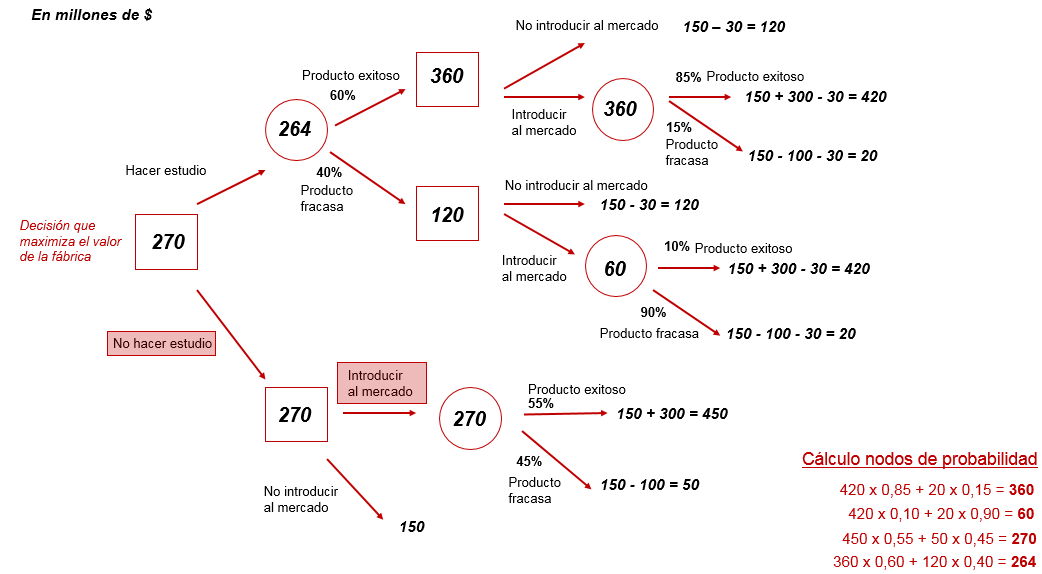 En millones de $
No introducir al mercado
150 – 30 = 120
Producto exitoso
60%
360
85% Producto exitoso
150 + 300 - 30 = 420
Introducir
al mercado
360
264
15%
Producto
fracasa
150 - 100 - 30 = 20
Hacer estudio
40%
Producto
fracasa
No introducir al mercado
150 - 30 = 120
120
Decisión que
maximiza el valor
de la fábrica
270
10% Producto exitoso
150 + 300 - 30 = 420
Introducir
al mercado
60
90%
Producto fracasa
150 - 100 - 30 = 20
No hacer estudio
Introducir
al mercado
Producto exitoso
55%
150 + 300 = 450
270
270
45%
Producto
fracasa
150 - 100 = 50
No introducir
al mercado
150
Cálculo nodos de probabilidad
420 x 0,85 + 20 x 0,15 = 360
420 x 0,10 + 20 x 0,90 = 60
450 x 0,55 + 50 x 0,45 = 270
360 x 0,60 + 120 x 0,40 = 264